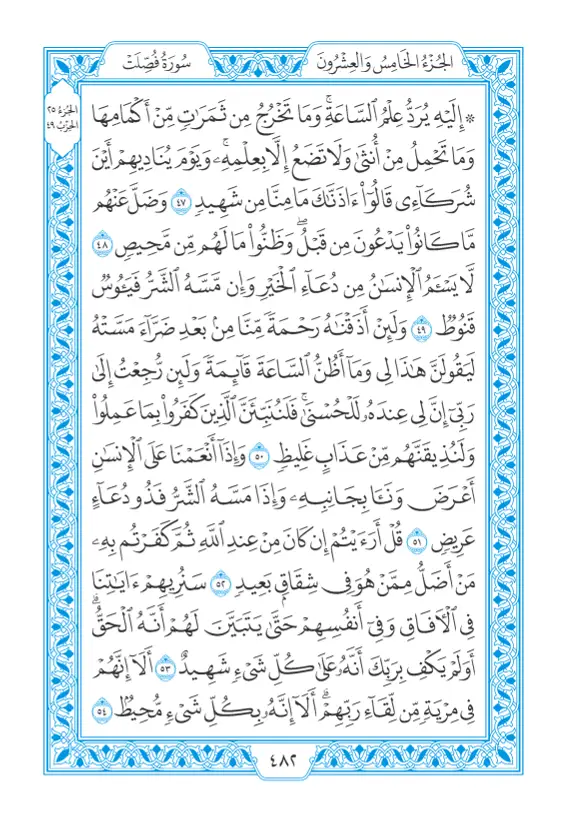 الجُزْءُ الخَامِسُ وَالعِشْرُونَ
سُورَةُ فُصِّلَتْ
الجُزْءُ ٢٥
الحِزْبُ ٤٩
* إِلَيْهِ يُرَدُّ عِلْمُ ٱلسَّاعَةِۚ وَمَا تَخْرُجُ مِن ثَمَرَٰتٖ مِّنْ أَكْمَامِهَا
وَمَا تَحْمِلُ مِنْ أُنثَىٰ وَلَا تَضَعُ إِلَّا بِعِلْمِهِۦۚ وَيَوْمَ يُنَادِيهِمْ أَيْنَ
شُرَكَآءِي قَالُوٓاْ ءَاذَنَّٰكَ مَا مِنَّا مِن شَهِيدٖ ٤٧ وَضَلَّ عَنْهُم
مَّا كَانُواْ يَدْعُونَ مِن قَبْلُۖ وَظَنُّواْ مَا لَهُم مِّن مَّحِيصٖ ٤٨
لَّا يَسْـَٔمُ ٱلْإِنسَٰنُ مِن دُعَآءِ ٱلْخَيْرِ وَإِن مَّسَّهُ ٱلشَّرُّ فَيَـُٔوسٞ
قَنُوطٞ ٤٩ وَلَئِنْ أَذَقْنَٰهُ رَحْمَةٗ مِّنَّا مِنۢ بَعْدِ ضَرَّآءَ مَسَّتْهُ
لَيَقُولَنَّ هَٰذَا لِي وَمَآ أَظُنُّ ٱلسَّاعَةَ قَآئِمَةٗ وَلَئِن رُّجِعْتُ إِلَىٰ
رَبِّيٓ إِنَّ لِي عِندَهُۥ لَلْحُسْنَىٰۚ فَلَنُنَبِّئَنَّ ٱلَّذِينَ كَفَرُواْ بِمَا عَمِلُواْ
وَلَنُذِيقَنَّهُم مِّنْ عَذَابٍ غَلِيظٖ ٥٠ وَإِذَآ أَنْعَمْنَا عَلَى ٱلْإِنسَٰنِ
أَعْرَضَ وَنَـَٔا بِجَانِبِهِۦ وَإِذَا مَسَّهُ ٱلشَّرُّ فَذُو دُعَآءٍ
عَرِيضٖ ٥١ قُلْ أَرَءَيْتُمْ إِن كَانَ مِنْ عِندِ ٱللَّهِ ثُمَّ كَفَرْتُم بِهِۦ
مَنْ أَضَلُّ مِمَّنْ هُوَ فِي شِقَاقِۭ بَعِيدٖ ٥٢ سَنُرِيهِمْ ءَايَٰتِنَا
فِي ٱلْأٓفَاقِ وَفِيٓ أَنفُسِهِمْ حَتَّىٰ يَتَبَيَّنَ لَهُمْ أَنَّهُ ٱلْحَقُّۗ
أَوَلَمْ يَكْفِ بِرَبِّكَ أَنَّهُۥ عَلَىٰ كُلِّ شَيْءٖ شَهِيدٌ ٥٣ أَلَآ إِنَّهُمْ
فِي مِرْيَةٖ مِّن لِّقَآءِ رَبِّهِمْۗ أَلَآ إِنَّهُۥ بِكُلِّ شَيْءٖ مُّحِيطُۢ ٥٤
٤٨٢